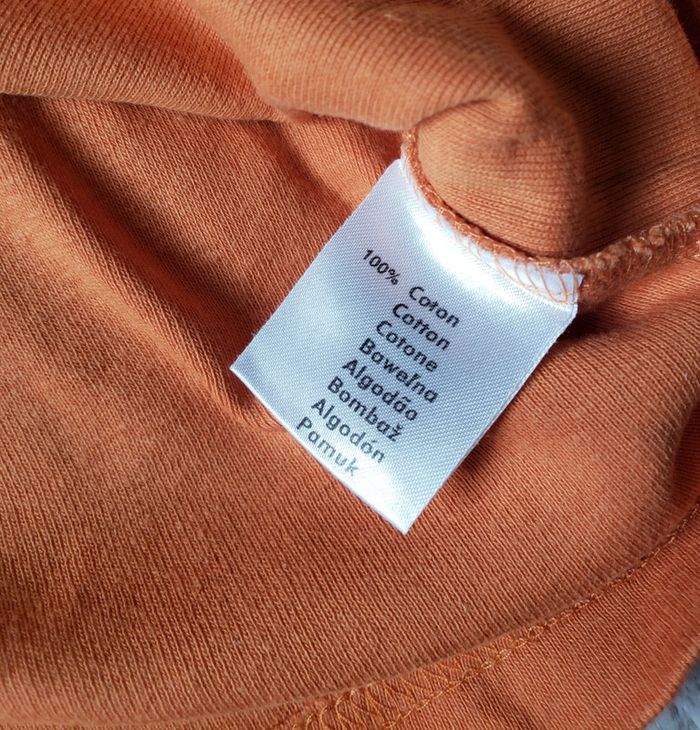 100% Coton
Cotton
Cotone
Bawełna
Algodão
Bombaž
Algodón
Pamuk